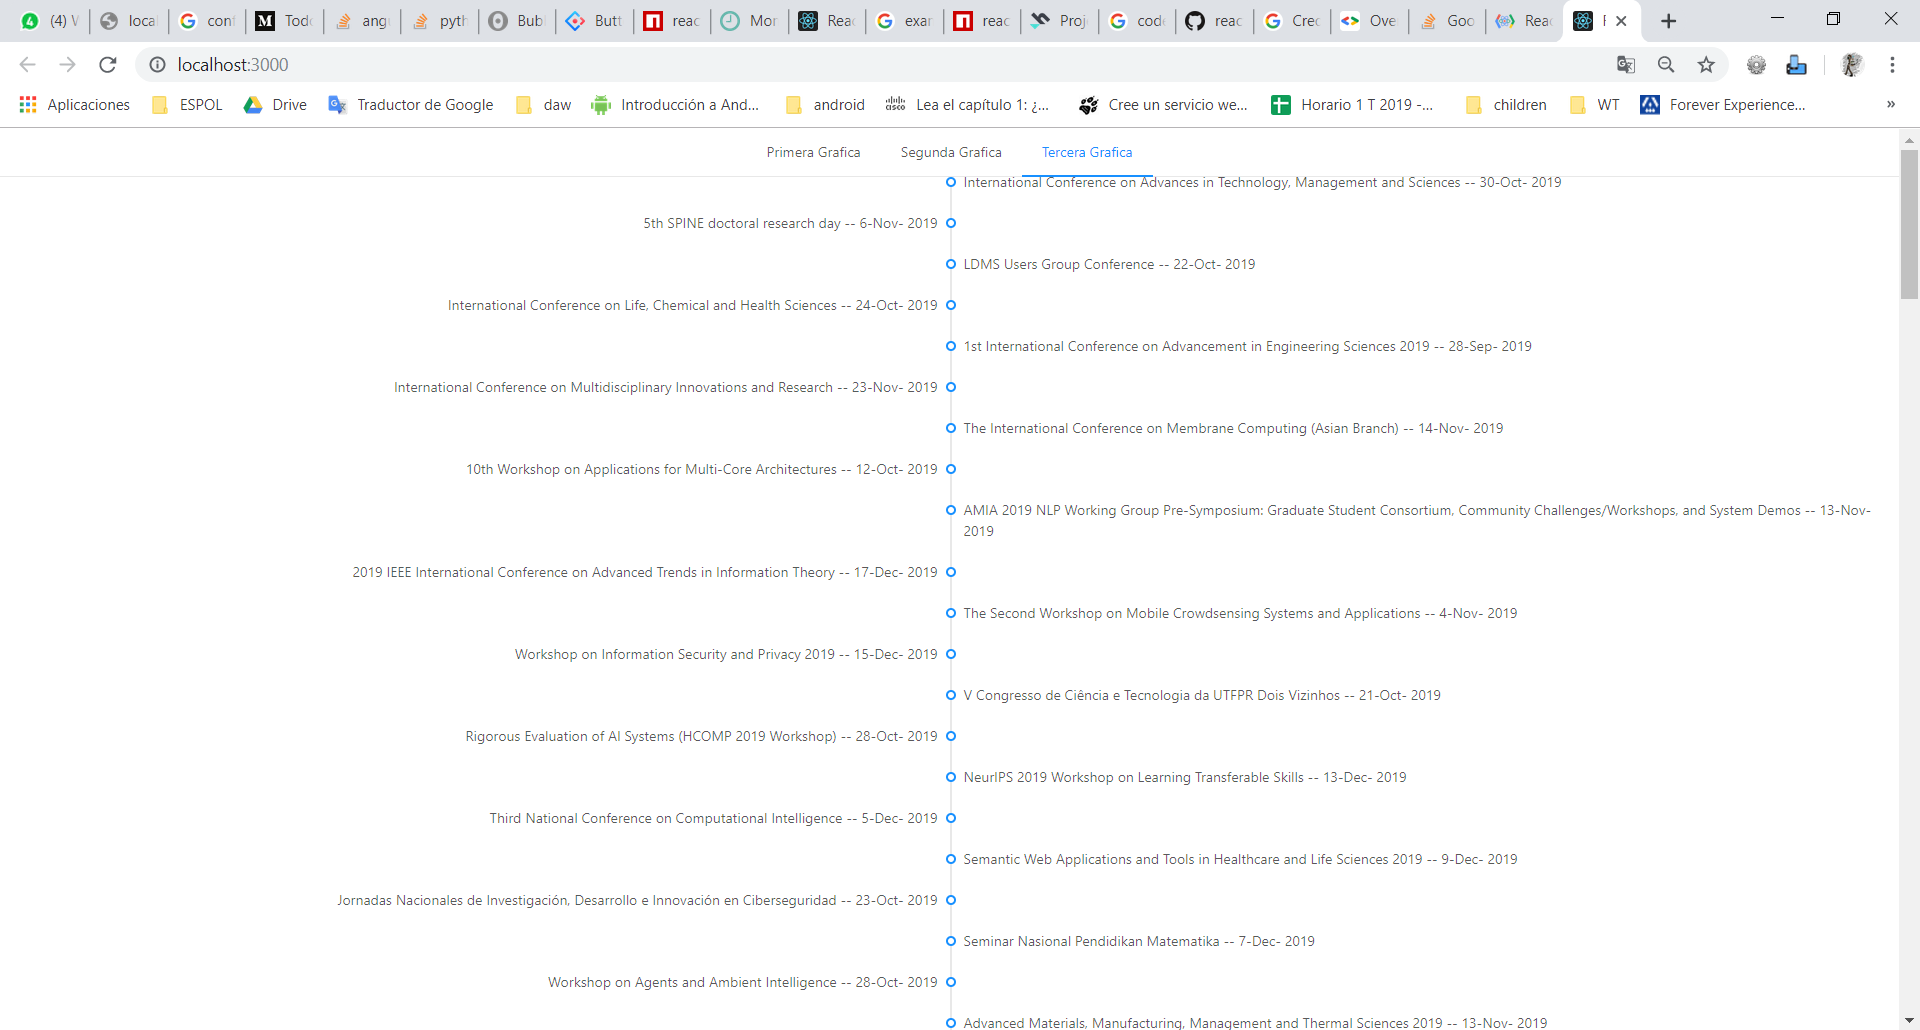 (4) W
loca
con
Tod
ang
pyth
Bub
Butt
reac
Mor
Rea
exar
reac
Proj
code
reac
Crec
Ove
Goo
Reac
localhost:3000
Aplicaciones
ESPOL
Drive
Traductor de Google
daw
Introducción a And...
android
Lea el capítulo 1: ¿...
Cree un servicio we...
Horario 1 T 2019 -...
children
WT
Forever Experience...
»
Primera Grafica
Segunda Grafica
Tercera Grafica
International Conference on Advances in Technology, Management and Sciences -- 30-Oct- 2019
5th SPINE doctoral research day -- 6-Nov- 2019
LDMS Users Group Conference -- 22-Oct- 2019
International Conference on Life, Chemical and Health Sciences -- 24-Oct- 2019
1st International Conference on Advancement in Engineering Sciences 2019 -- 28-Sep- 2019
International Conference on Multidisciplinary Innovations and Research -- 23-Nov- 2019
The International Conference on Membrane Computing (Asian Branch) -- 14-Nov- 2019
10th Workshop on Applications for Multi-Core Architectures -- 12-Oct- 2019
AMIA 2019 NLP Working Group Pre-Symposium: Graduate Student Consortium, Community Challenges/Workshops, and System Demos -- 13-Nov-
2019
2019 IEEE International Conference on Advanced Trends in Information Theory -- 17-Dec- 2019
The Second Workshop on Mobile Crowdsensing Systems and Applications -- 4-Nov- 2019
Workshop on Information Security and Privacy 2019 -- 15-Dec- 2019
V Congresso de Ciência e Tecnologia da UTFPR Dois Vizinhos -- 21-Oct- 2019
Rigorous Evaluation of AI Systems (HCOMP 2019 Workshop) -- 28-Oct- 2019
NeurIPS 2019 Workshop on Learning Transferable Skills -- 13-Dec- 2019
Third National Conference on Computational Intelligence -- 5-Dec- 2019
Semantic Web Applications and Tools in Healthcare and Life Sciences 2019 -- 9-Dec- 2019
Jornadas Nacionales de Investigación, Desarrollo e Innovación en Ciberseguridad -- 23-Oct- 2019
Seminar Nasional Pendidikan Matematika -- 7-Dec- 2019
Workshop on Agents and Ambient Intelligence -- 28-Oct- 2019
Advanced Materials, Manufacturing, Management and Thermal Sciences 2019 -- 13-Nov- 2019